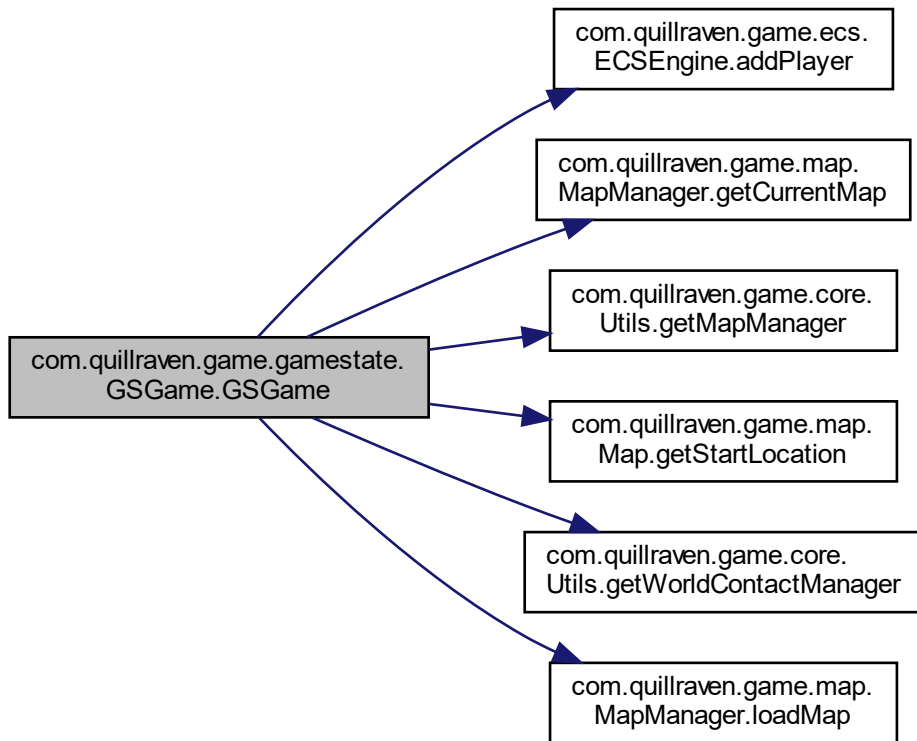 com.quillraven.game.ecs.
ECSEngine.addPlayer
com.quillraven.game.map.
MapManager.getCurrentMap
com.quillraven.game.core.
Utils.getMapManager
com.quillraven.game.gamestate.
GSGame.GSGame
com.quillraven.game.map.
Map.getStartLocation
com.quillraven.game.core.
Utils.getWorldContactManager
com.quillraven.game.map.
MapManager.loadMap